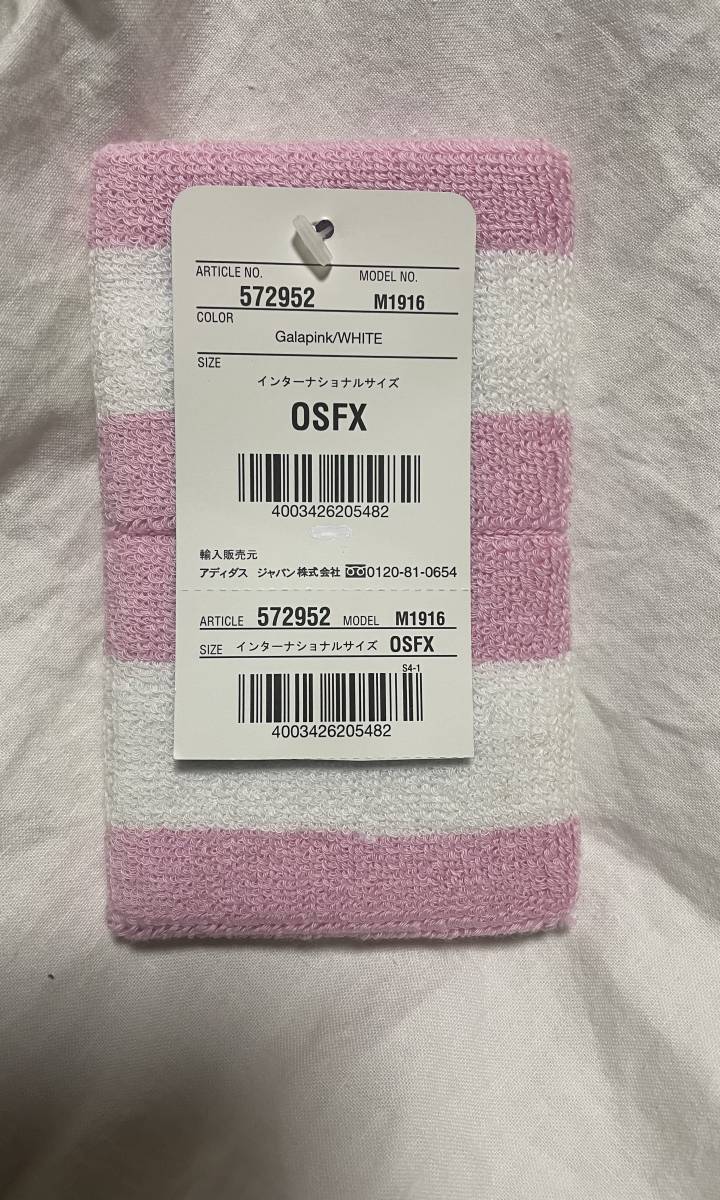 ARTICLE NO. MODEL NO.
572952 M1916
COLOR
Galapink/WHITE
SIZE
インターナショナルサイズ
OSFX
4003426205482
輸入販売元
アディダス ジャパン株式会社 0120-81-0654
ARTICLE 572952 MODEL M1916
SIZE インターナショナルサイズ OSFX
S4-1
4003426205482